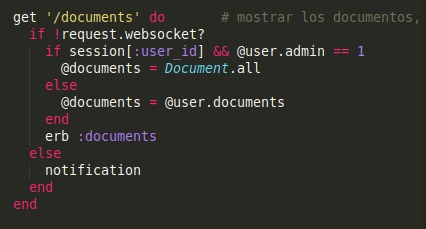 get '/documents' do # mostrar los documentos,
if !request.websocket?
if session[:user_id] && @user.admin == 1
@documents = Document.all
else
@documents = @user.documents
end
erb :documents
else
notification
end
end